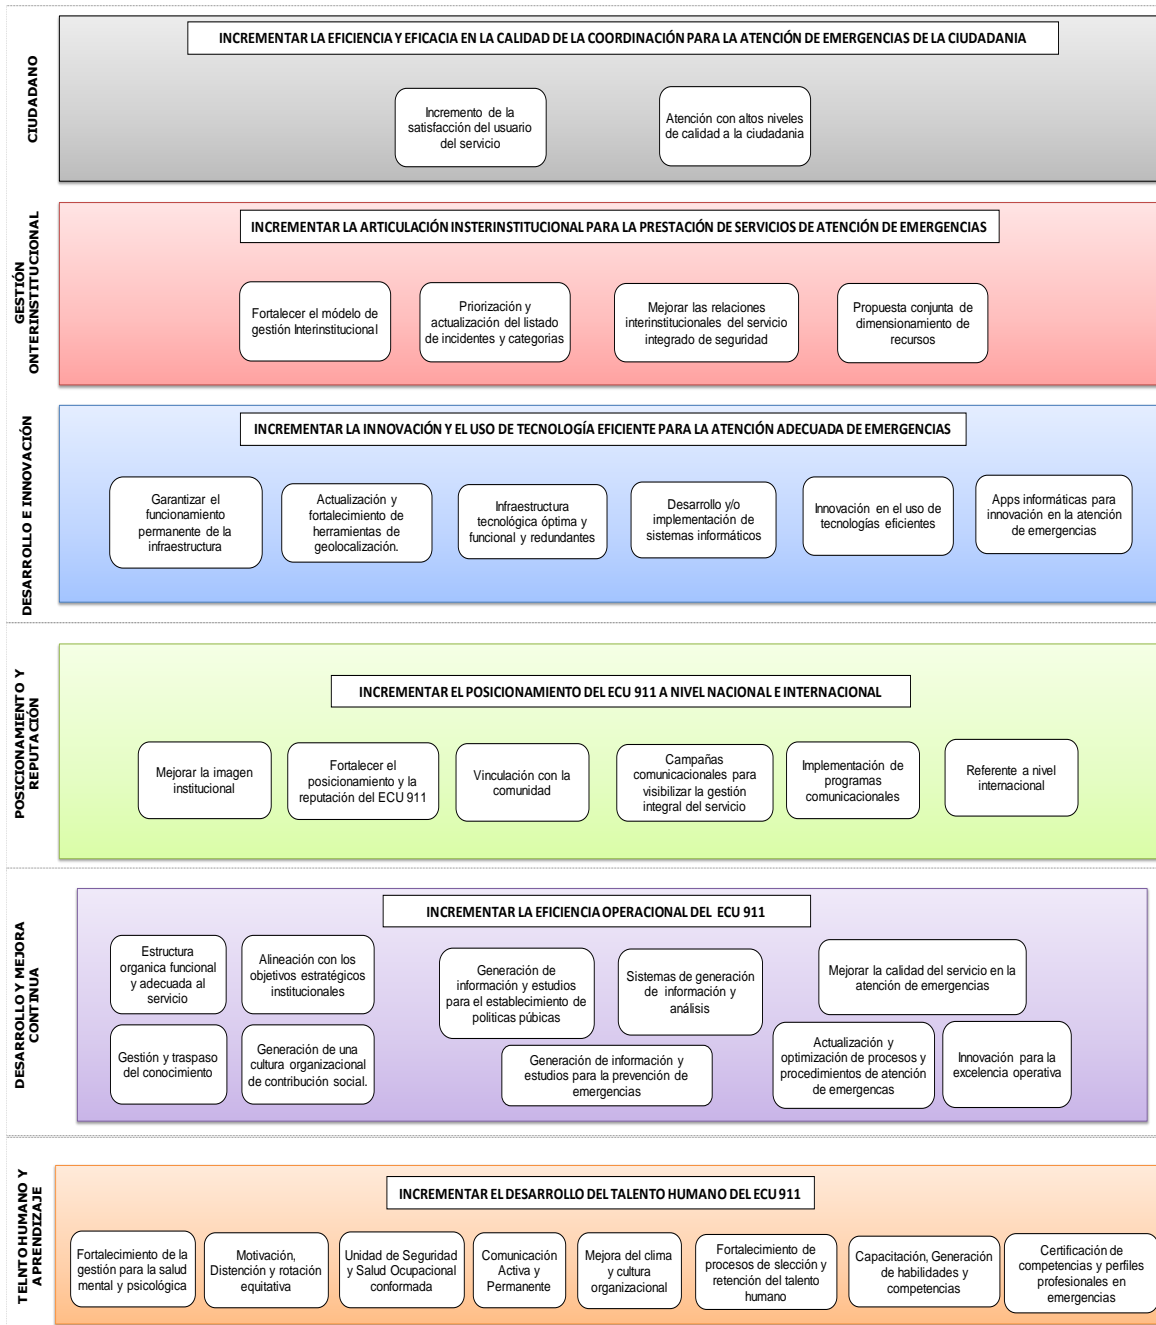 CIUDADANO
INCREMENTAR LA EFICIENCIA Y EFICACIA EN LA CALIDAD DE LA COORDINACIÓN PARA LA ATENCIÓN DE EMERGENCIAS DE LA CIUDADANIA
Incremento de la
satisfacción del usuario
del servicio
Atención con altos niveles
de calidad a la ciudadania
GESTIÓN
ONTERINSTITUCIONAL
INCREMENTAR LA ARTICULACIÓN INSTERINSTITUCIONAL PARA LA PRESTACIÓN DE SERVICIOS DE ATENCIÓN DE EMERGENCIAS
Fortalecer el módelo de
gestión Interinstitucional
Priorización y
actualización del listado
de incidentes y categorias
Mejorar las relaciones
interinstitucionales del servicio
integrado de seguridad
Propuesta conjunta de
dimensionamiento de
recursos
DESARROLLO E INNOVACIÓN
INCREMENTAR LA INNOVACIÓN Y EL USO DE TECNOLOGÍA EFICIENTE PARA LA ATENCIÓN ADECUADA DE EMERGENCIAS
Garantizar el
funcionamiento
permanente de la
infraestructura
Actualización y
fortalecimiento de
herramientas de
geolocalización.
Infraestructura
tecnológica óptima y
funcional y redundantes
Desarrollo y/o
implementación de
sistemas informáticos
Innovación en el uso de
tecnologías eficientes
Apps informáticas para
innovación en la atención
de emergencias
POSICIONAMIENTO Y
REPUTACIÓN
INCREMENTAR EL POSICIONAMIENTO DEL ECU 911 A NIVEL NACIONAL E INTERNACIONAL
Mejorar la imagen
institucional
Fortalecer el
posicionamiento y la
reputación del ECU 911
Vinculación con la
comunidad
Campañas
comunicacionales para
visibilizar la gestión
integral del servicio
Implementación de
programas
comunicacionales
Referente a nivel
internacional
DESARROLLO Y MEJORA
CONTINUA
INCREMENTAR LA EFICIENCIA OPERACIONAL DEL ECU 911
Estructura
organica funcional
y adecuada al
servicio
Alineación con los
objetivos estratégicos
institucionales
Generación de
información y estudios
para el establecimiento de
politicas púbicas
Sistemas de generación
de información y
análisis
Mejorar la calidad del servicio en la
atención de emergencias
Gestión y traspaso
del conocimiento
Generación de una
cultura organizacional
de contribución social.
Generación de información y
estudios para la prevención de
emergencias
Actualización y
optimización de procesos y
procedimientos de atención
de emergencas
Innovación para la
excelencia operativa
TELENTO HUMANO Y
APRENDIZAJE
INCREMENTAR EL DESARROLLO DEL TALENTO HUMANO DEL ECU 911
Fortalecimiento de la
gestión para la salud
mental y psicológica
Motivación,
Distención y rotación
equitativa
Unidad de Seguridad
y Salud Ocupacional
conformada
Comunicación
Activa y
Permanente
Mejora del clima
y cultura
organizacional
Fortalecimiento de
procesos de slección y
retención del talento
humano
Capacitación, Generación
de habilidades y
competencias
Certificación de
competencias y perfiles
profesionales en
emergencias